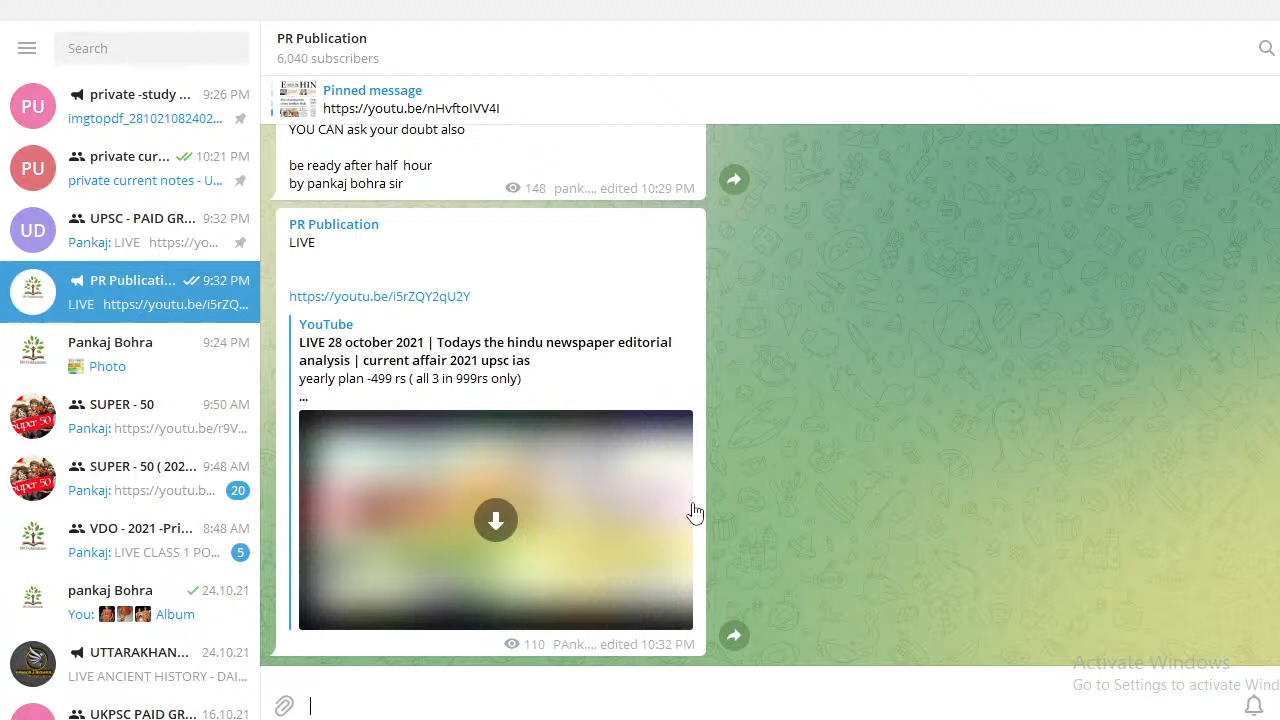 Search
private -study ... 9:26 PM
imgtopdf_281021082402...
private cur... 10:21 PM
private current notes - U...
UPSC - PAID GR... 9:32 PM
Pankaj: LIVE https://yo...
PR Publicati... 9:32 PM
LIVE https://youtu.be/i5rZQ...
Pankaj Bohra 9:24 PM
Photo
SUPER - 50 9:50 AM
Pankaj: https://youtu.be/r9V...
SUPER - 50 ( 202... 9:48 AM
Pankaj: https://youtu.b... 20
VDO - 2021 -Pri... 8:48 AM
Pankaj: LIVE CLASS 1 PO... 5
pankaj Bohra 24.10.21
You: Album
UTTARAKHAN... 24.10.21
LIVE ANCIENT HISTORY - DAI...
UKPSC PAID GR... 16.10.21
PU
PU
UD
PR Publication
6,040 subscribers
Pinned message
https://youtu.be/nHvftoIVV4I
YOU CAN ask your doubt also
be ready after half hour
by pankaj bohra sir
148 pank..., edited 10:29 PM
PR Publication
LIVE
https://youtu.be/i5rZQY2qU2Y
YouTube
LIVE 28 october 2021 | Todays the hindu newspaper editorial
analysis | current affair 2021 upsc ias
yearly plan -499 rs ( all 3 in 999rs only)
...
110 PAnk..., edited 10:32 PM
Activate Windows
Go to Settings to activate Wind